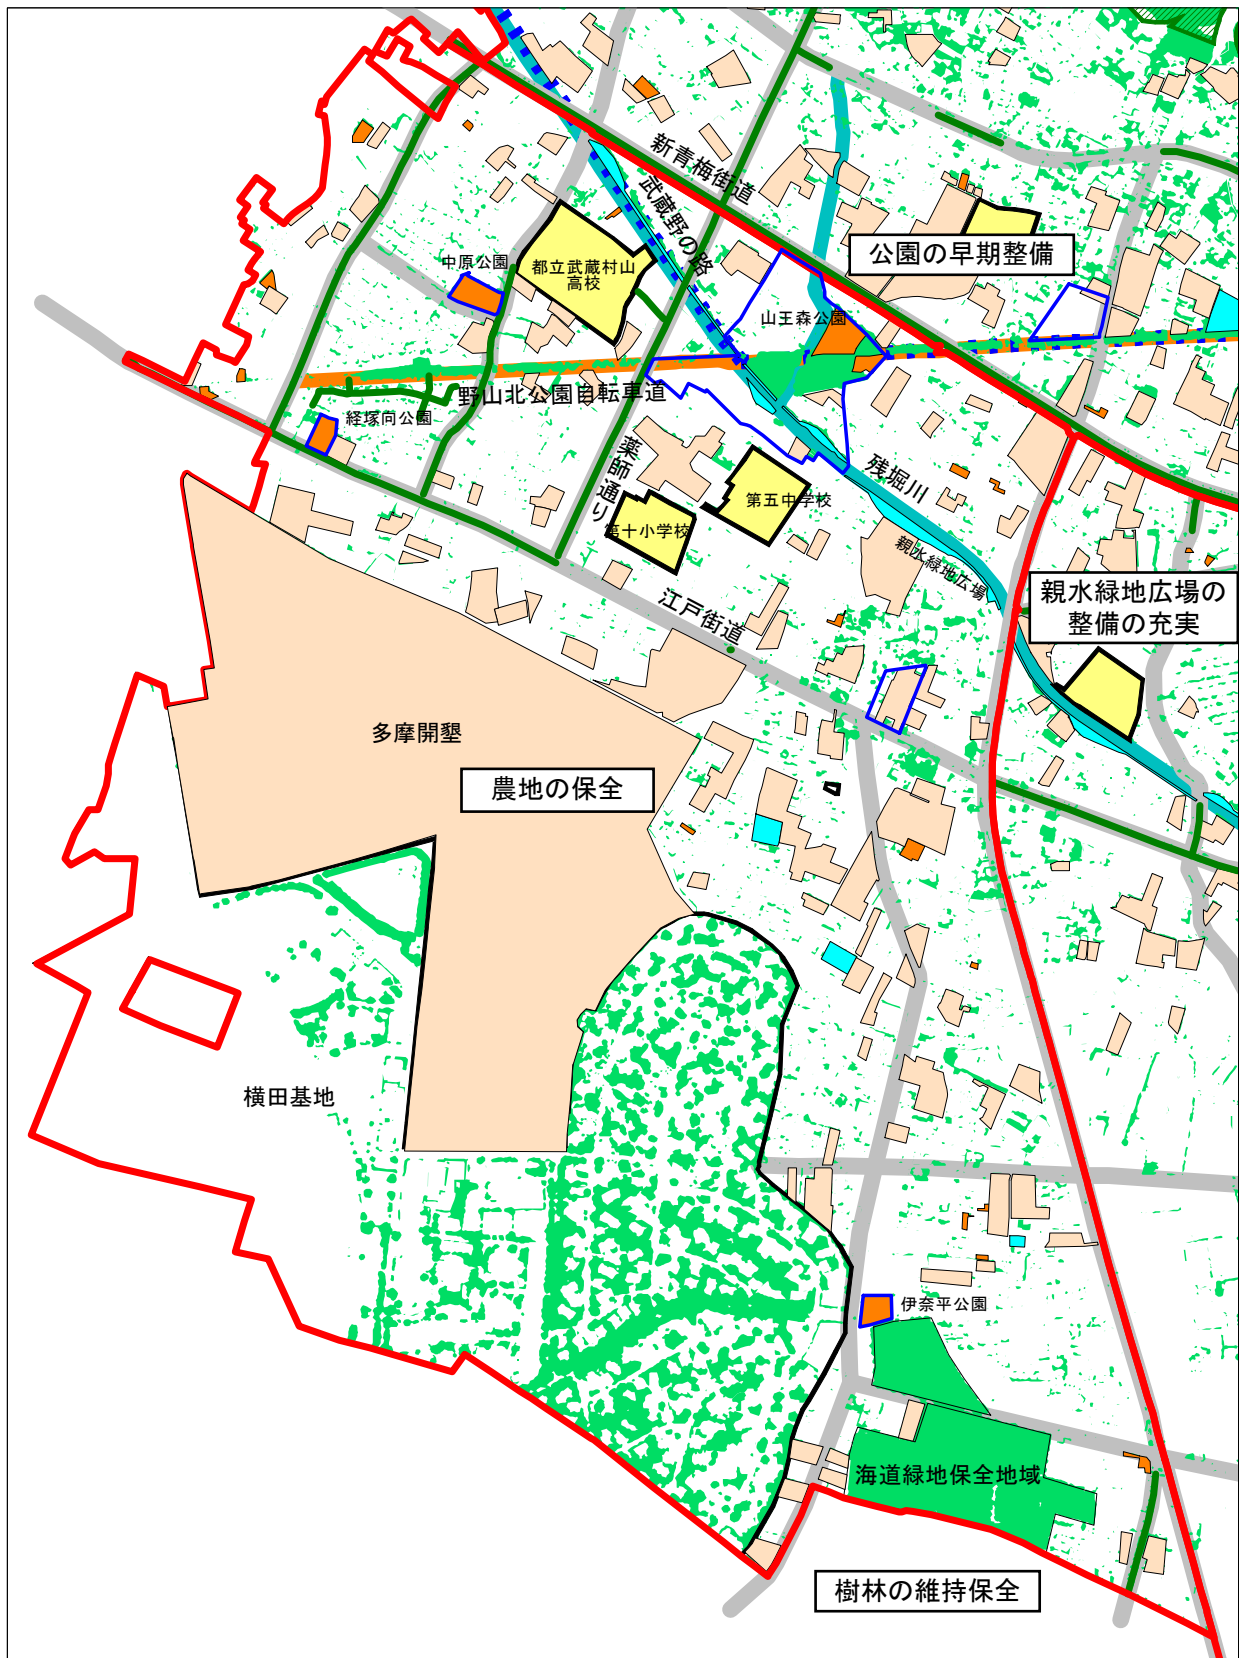 新青梅街道
武蔵野の路
公園の早期整備
中原公園
都立武蔵村山
高校
山王森公園
野山北公園自転車道
経塚向公園
薬師通り
残堀川
第五中学校
第十小学校
親水緑地広場
親水緑地広場の
整備の充実
江戸街道
多摩開墾
農地の保全
横田基地
伊奈平公園
海道緑地保全地域
樹林の維持保全